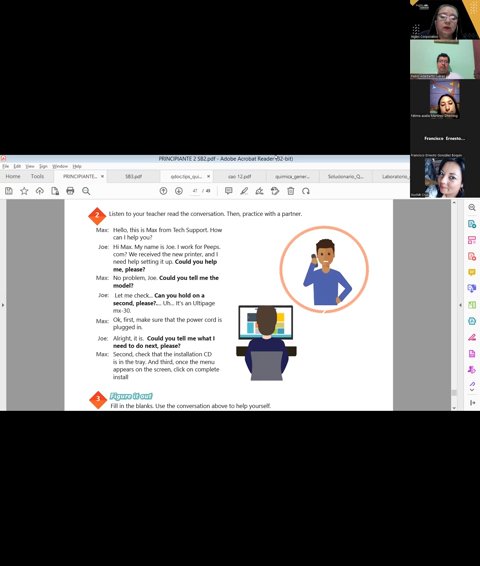 PRINCIPIANTE 2 SB2.pdf - Adobe Acrobat Reader (32-bit)
File Edit View Sign Window Help
Home Tools PRINCIPIANTE... × SB3.pdf × cao 12.pdf quimica_gener... Solucionario_Q... Laboratorio_
47 / 49
2 Listen to your teacher read the conversation. Then, practice with a partner.
Max: Hello, this is Max from Tech Support. How
can I help you?
Joe: Hi Max. My name is Joe. I work for Peeps.
com? We received the new printer, and I
need help setting it up. Could you help
me, please?
Max: No problem, Joe. Could you tell me the
model?
Joe: Let me check... Can you hold on a
second, please?... Uh... It's an Ultipage
mx-30.
Max: Ok, first, make sure that the power cord is
plugged in.
Joe: Alright, it is. Could you tell me what I
need to do next, please?
Max: Second, check that the installation CD
is in the tray. And third, once the menu
appears on the screen, click on complete
install
3 Figure it out
Fill in the blanks. Use the conversation above to help yourself.
Francisco Ernesto...